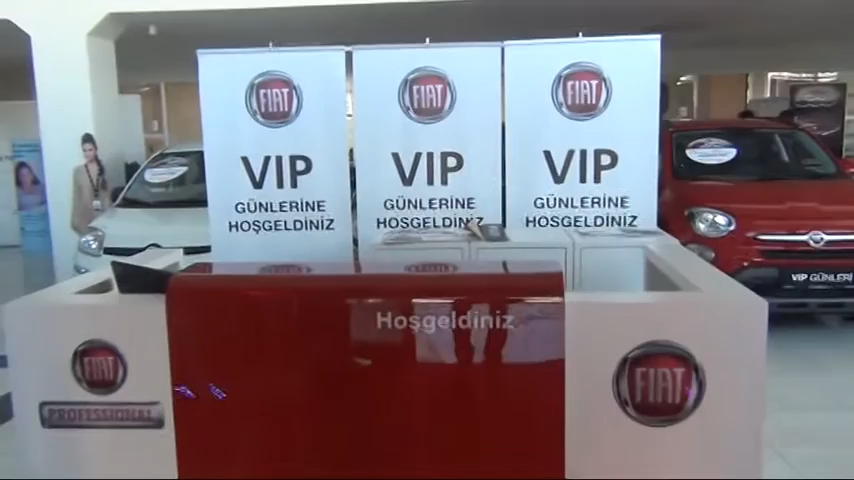 FIAT
VIP
GÜNLERİNE
HOŞGELDİNİZ
FIAT
VIP
GÜNLERİNE
HOŞGELDİNİZ
FIAT
VIP
GÜNLERİNE
HOŞGELDİNİZ
VIP GÜNLERİ
Hoşgeldiniz
FIAT
PROFESSIONAL
FIAT